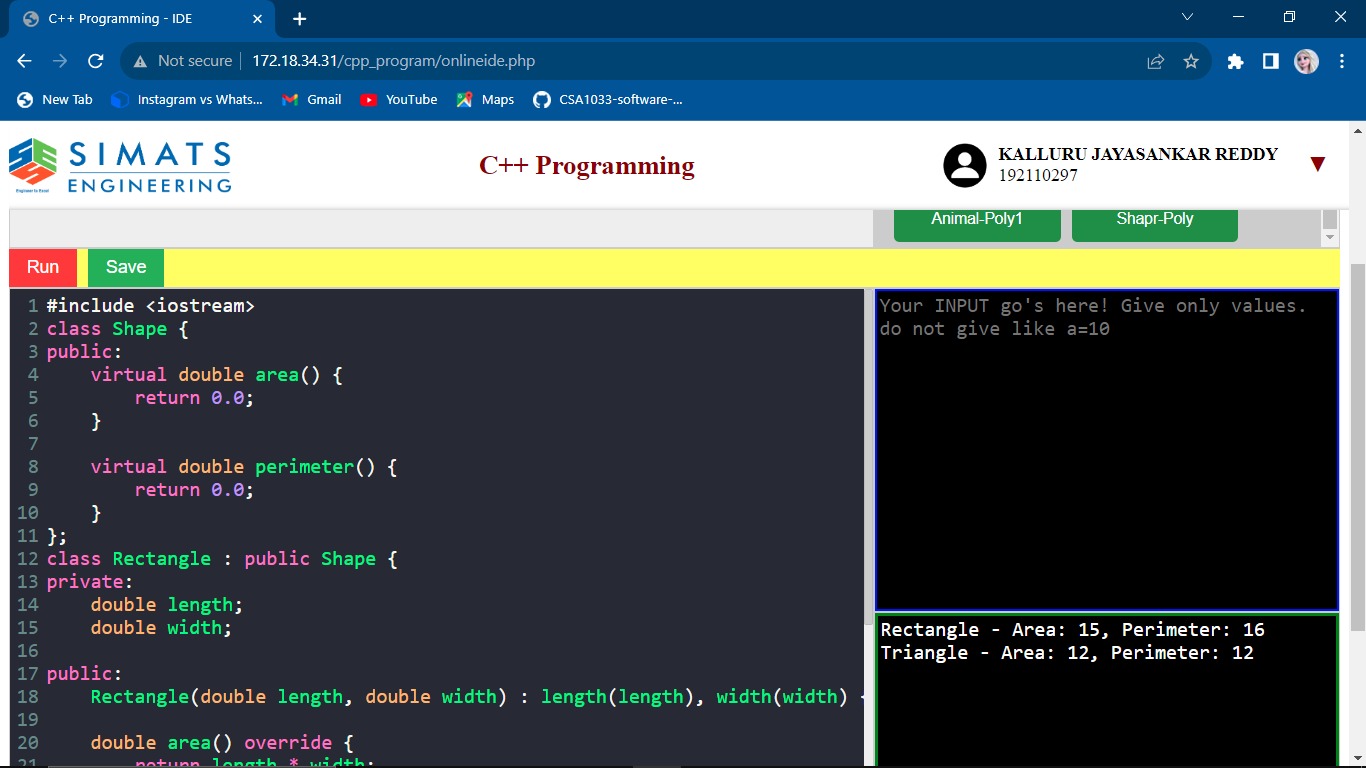 C++ Programming - IDE
Not secure
172.18.34.31/cpp_program/onlineide.php
New Tab
Instagram vs Whats...
Gmail
YouTube
Maps
CSA1033-software-...
SIMATS
ENGINEERING
Engineer to Excel
C++ Programming
KALLURU JAYASANKAR REDDY
192110297
Animal-Poly1
Shapr-Poly
Run
Save
1 #include <iostream>
2 class Shape {
3 public:
4     virtual double area() {
5         return 0.0;
6     }
7
8     virtual double perimeter() {
9         return 0.0;
10     }
11 };
12 class Rectangle : public Shape {
13 private:
14     double length;
15     double width;
16
17 public:
18     Rectangle(double length, double width) : length(length), width(width) {
19
20     double area() override {
21         return length * width;
Your INPUT go's here! Give only values.
do not give like a=10
Rectangle - Area: 15, Perimeter: 16
Triangle - Area: 12, Perimeter: 12